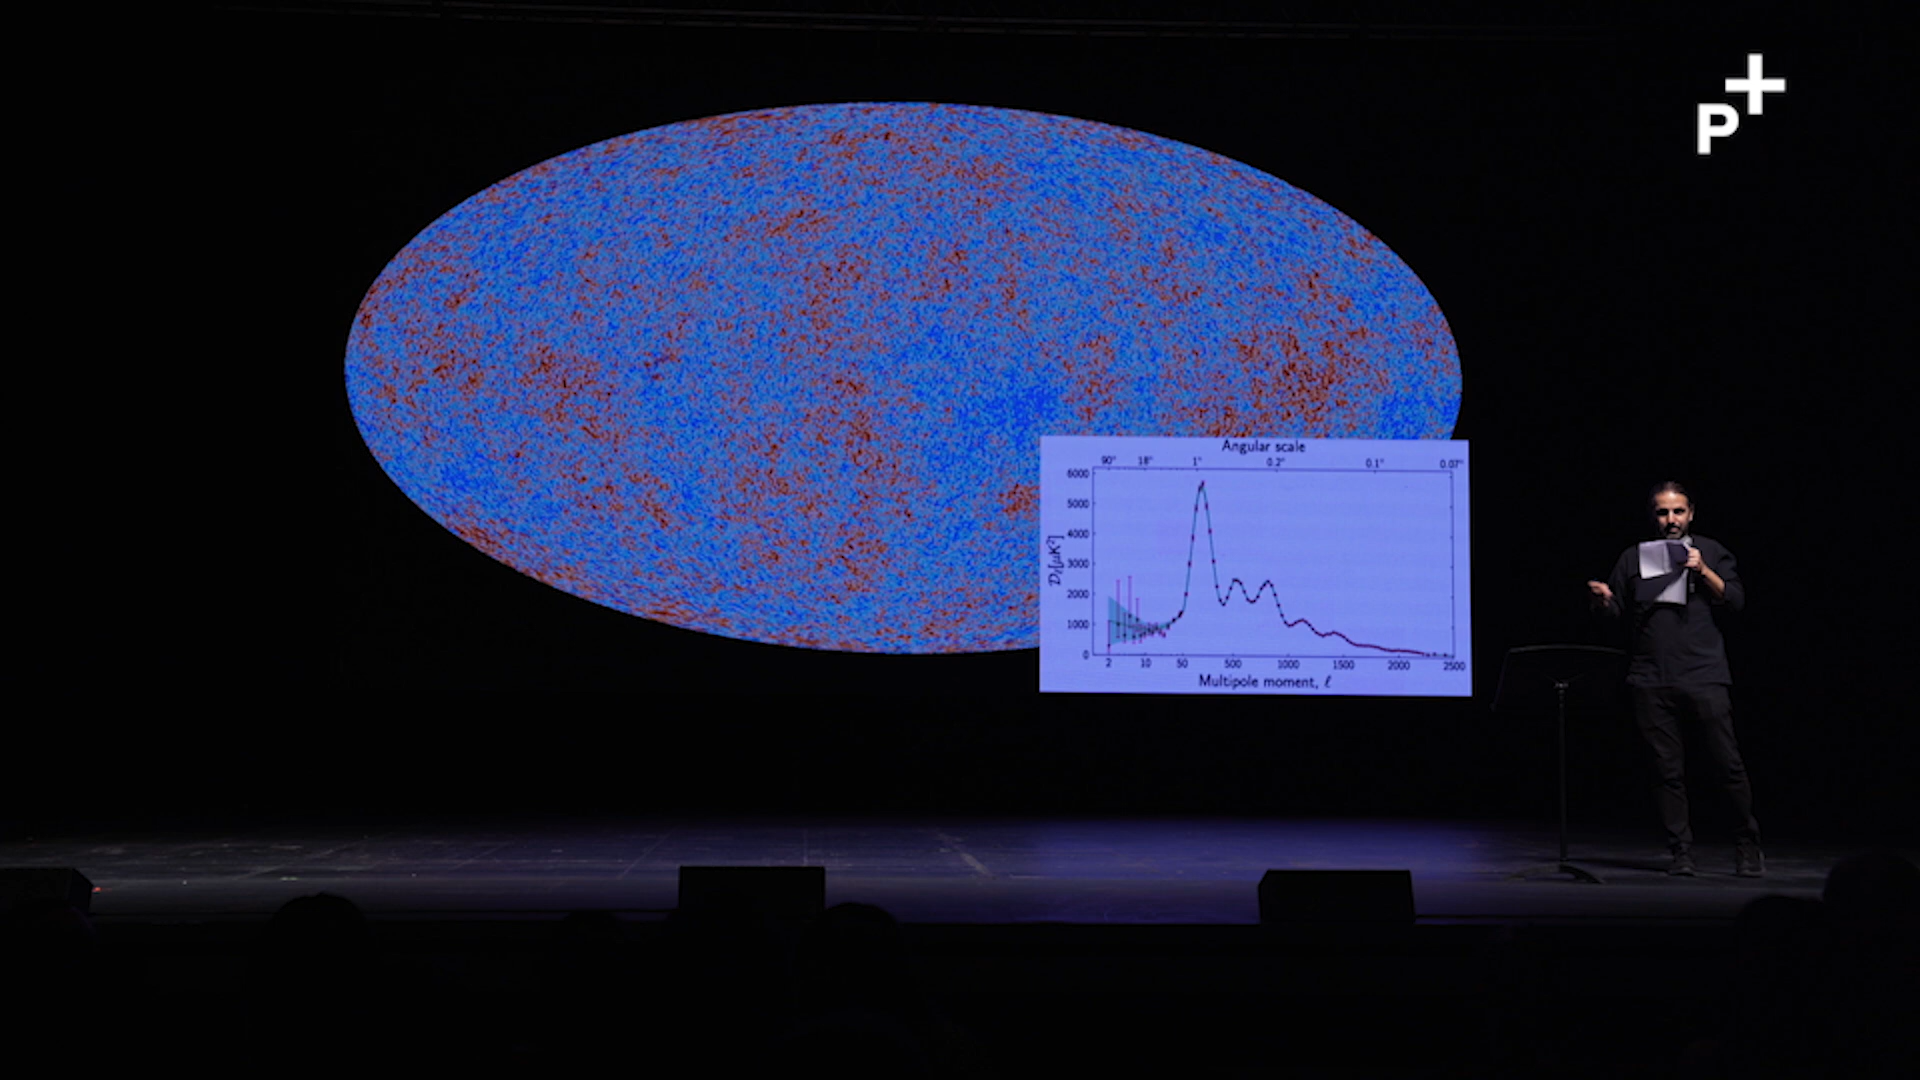 P+
Angular scale
90° 18° 1° 0.2° 0.1° 0.07°
6000
5000
4000
3000
2000
1000
0
𝒟ℓ[μK²]
2 10 50 500 1000 1500 2000 2500
Multipole moment, ℓ